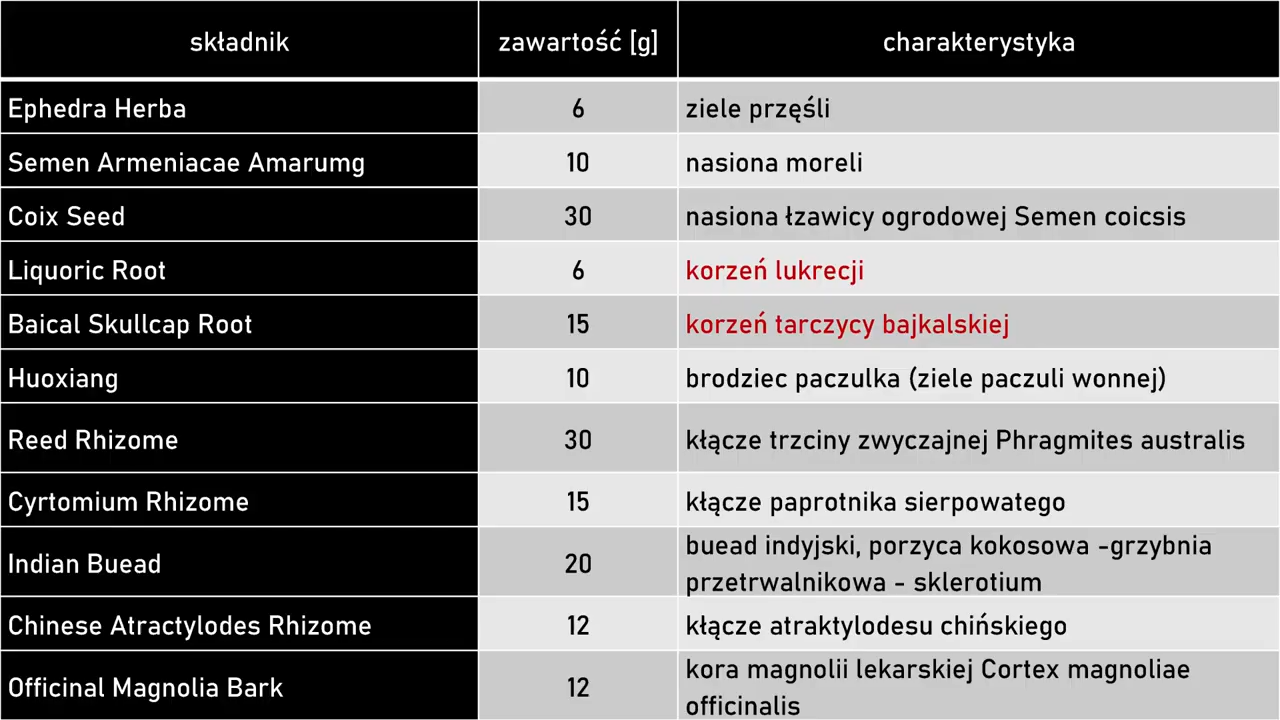 składnik zawartość [g] charakterystyka
Ephedra Herba 6 ziele przęśli
Semen Armeniacae Amarumg 10 nasiona moreli
Coix Seed 30 nasiona łzawicy ogrodowej Semen coicsis
Liquoric Root 6 korzeń lukrecji
Baical Skullcap Root 15 korzeń tarczycy bajkalskiej
Huoxiang 10 brodziec paczulka (ziele paczuli wonnej)
Reed Rhizome 30 kłącze trzciny zwyczajnej Phragmites australis
Cyrtomium Rhizome 15 kłącze paprotnika sierpowatego
Indian Buead 20 buead indyjski, porzyca kokosowa -grzybnia
przetrwalnikowa - sklerotium
Chinese Atractylodes Rhizome 12 kłącze atraktylodesu chińskiego
Officinal Magnolia Bark 12 kora magnolii lekarskiej Cortex magnoliae
officinalis